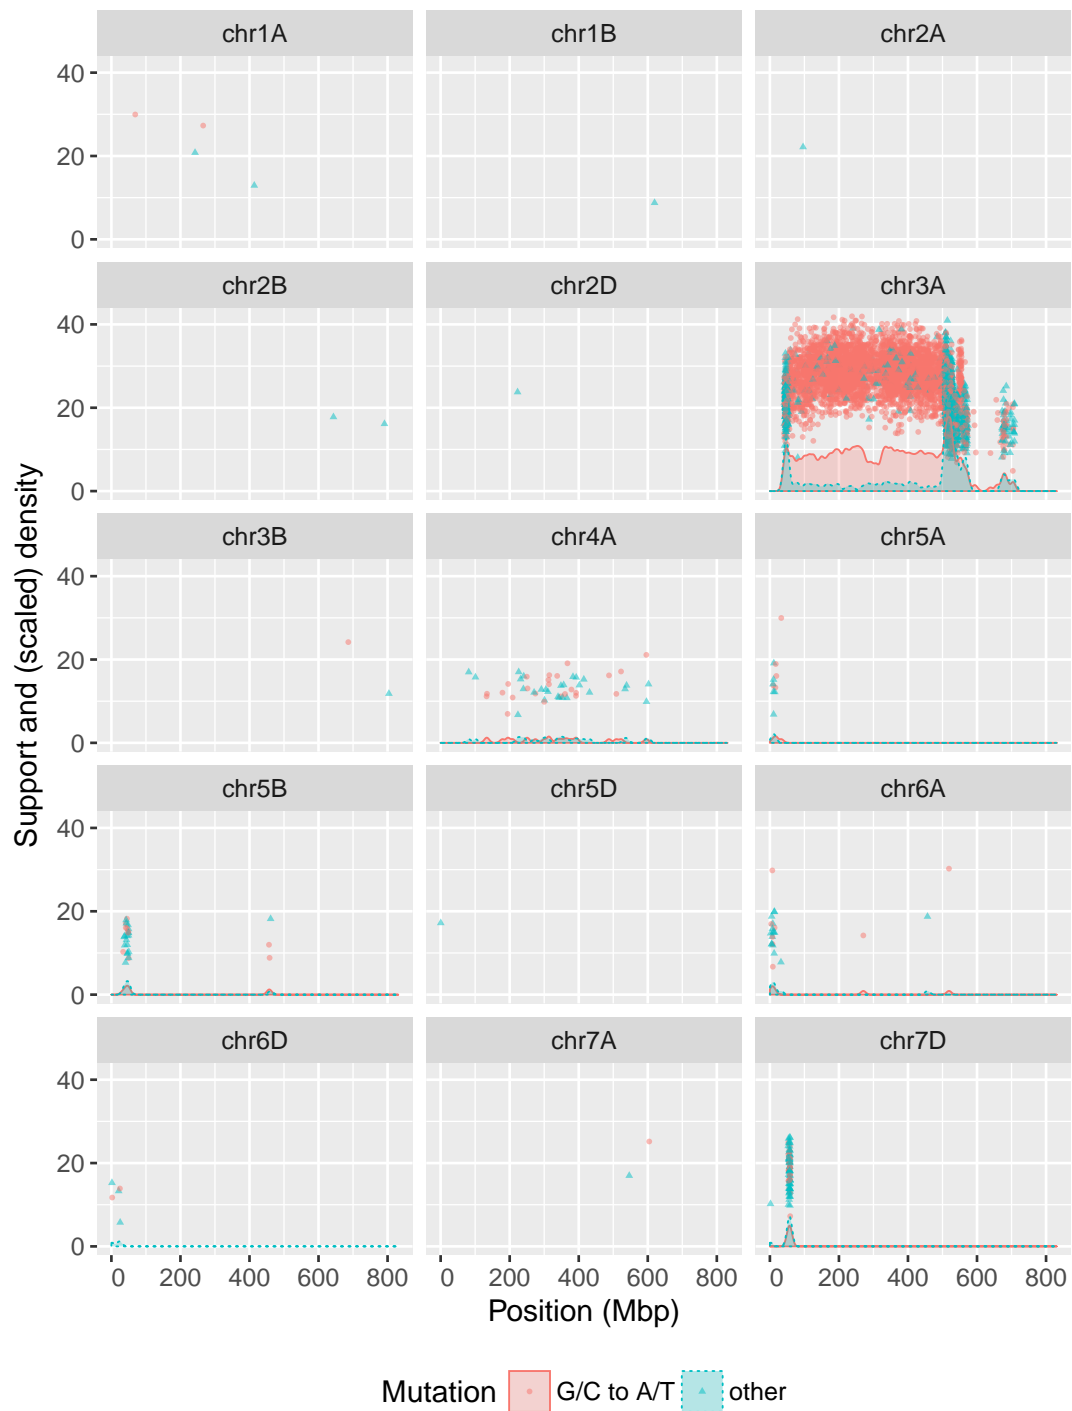 chr1A chr1B chr2A
40
20
0
chr2B chr2D chr3A
40
20
0
chr3B chr4A chr5A
40
20
0
chr5B chr5D chr6A
40
20
0
chr6D chr7A chr7D
40
20
0
0 200 400 600 800 0 200 400 600 800 0 200 400 600 800
Support and (scaled) density
Position (Mbp)
Mutation G/C to A/T other